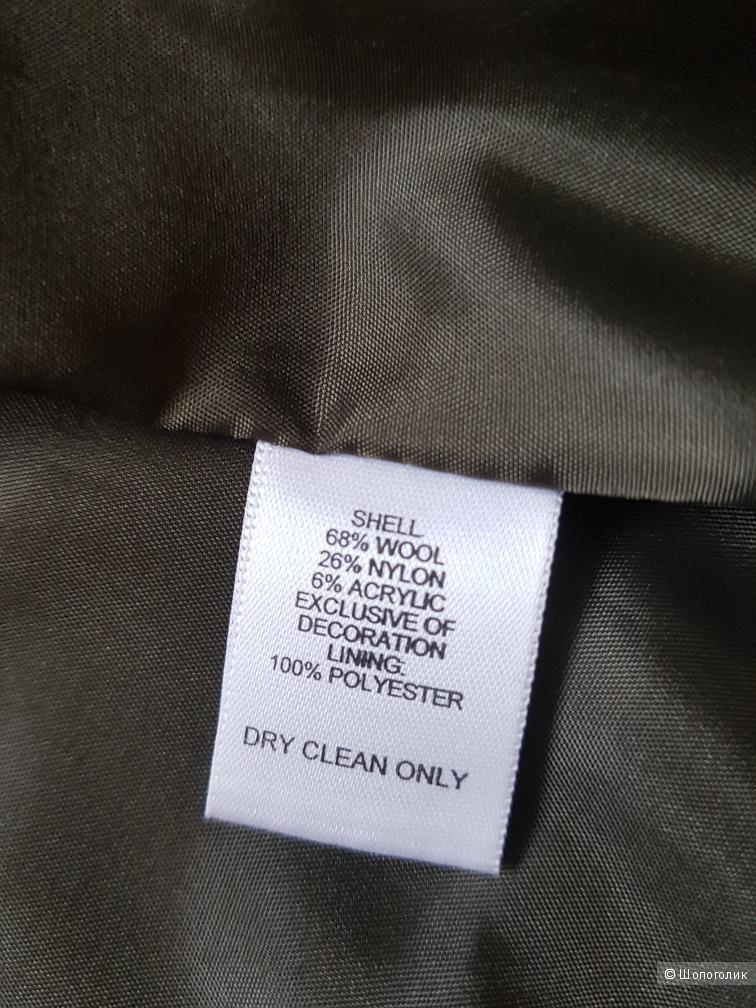 SHELL
68% WOOL
26% NYLON
6% ACRYLIC
EXCLUSIVE OF
DECORATION
LINING:
100% POLYESTER
DRY CLEAN ONLY
© Шопоголик